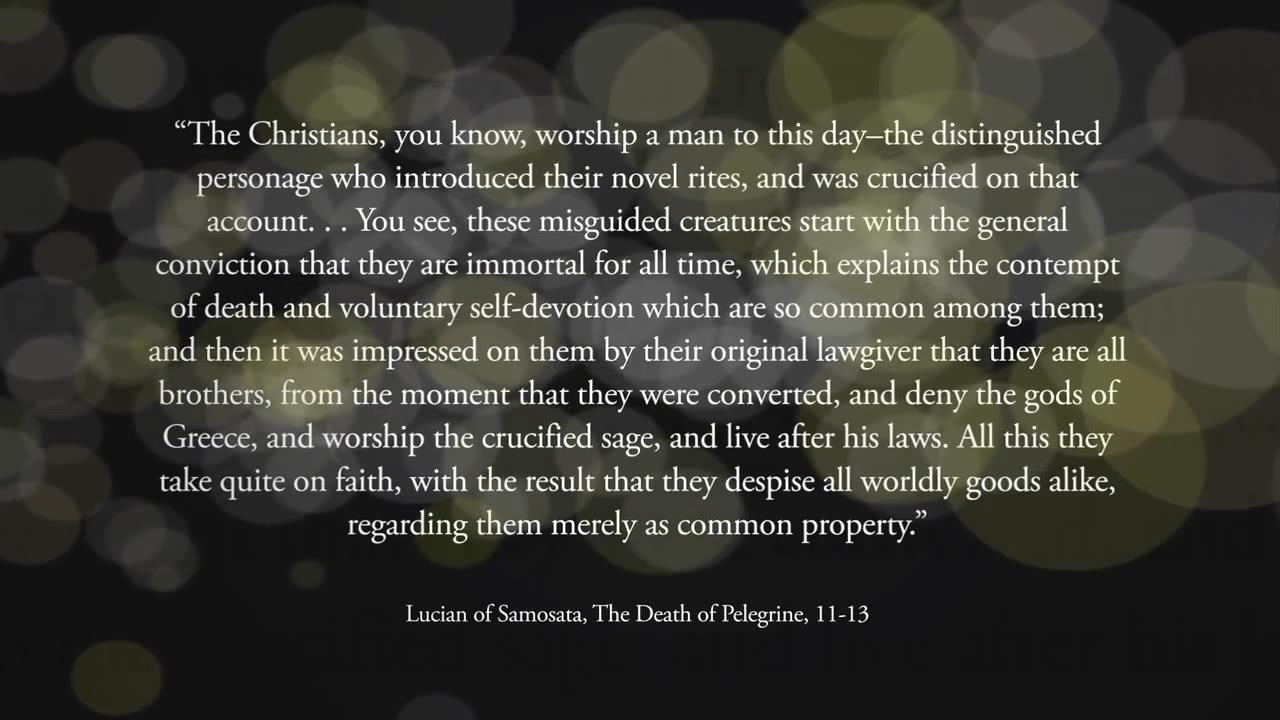 “The Christians, you know, worship a man to this day–the distinguished
personage who introduced their novel rites, and was crucified on that
account. . . You see, these misguided creatures start with the general
conviction that they are immortal for all time, which explains the contempt
of death and voluntary self-devotion which are so common among them;
and then it was impressed on them by their original lawgiver that they are all
brothers, from the moment that they were converted, and deny the gods of
Greece, and worship the crucified sage, and live after his laws. All this they
take quite on faith, with the result that they despise all worldly goods alike,
regarding them merely as common property.”
Lucian of Samosata, The Death of Pelegrine, 11-13